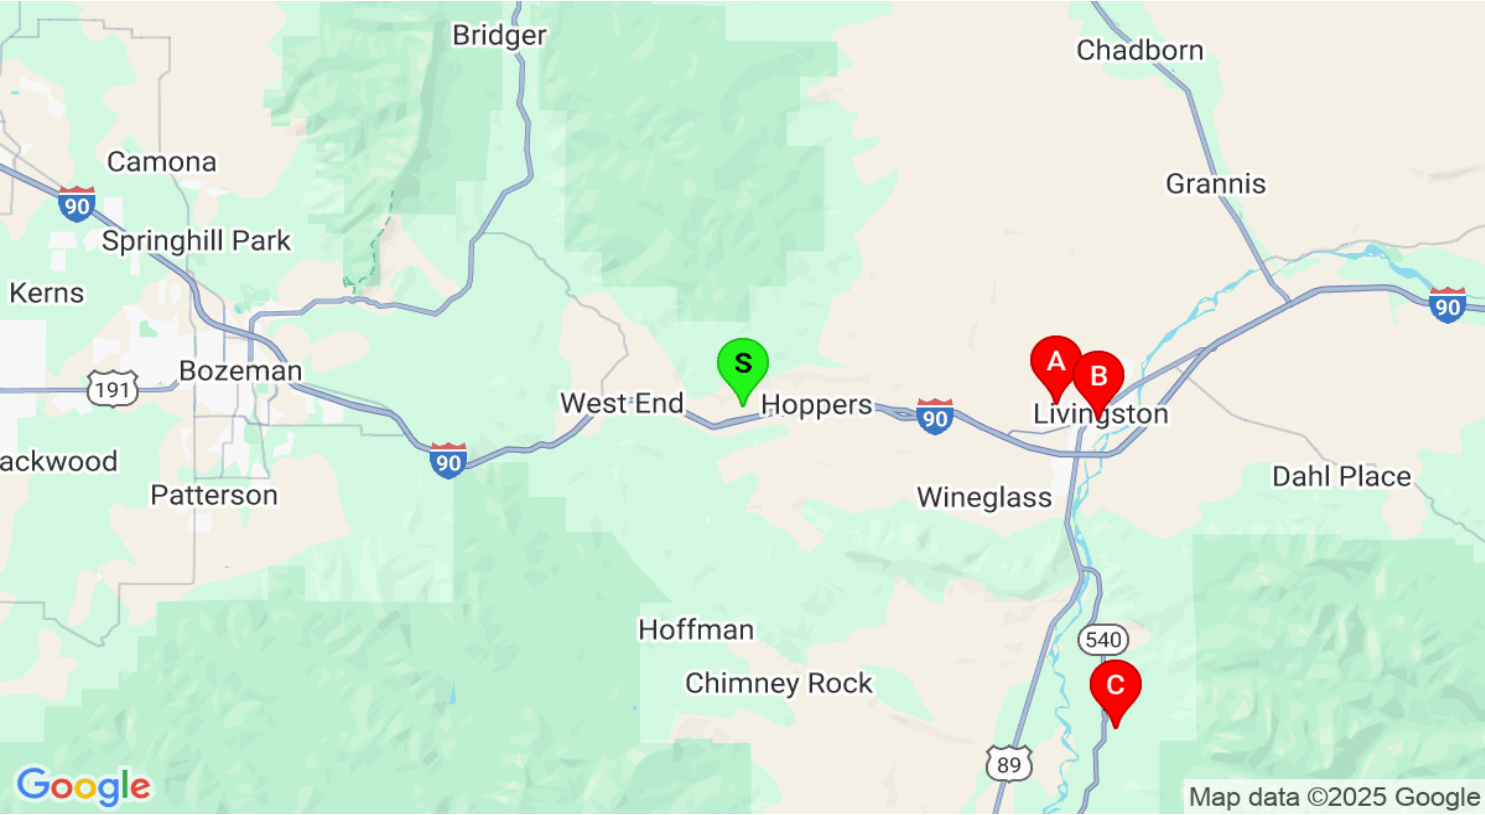 Bridger
Chadborn
Camona
Grannis
90
Springhill Park
Kerns
90
S
A
B
Bozeman
191
West End
Hoppers
90
Livingston
ackwood
90
Dahl Place
Patterson
Wineglass
Hoffman
540
Chimney Rock
C
89
Google
Map data ©2025 Google